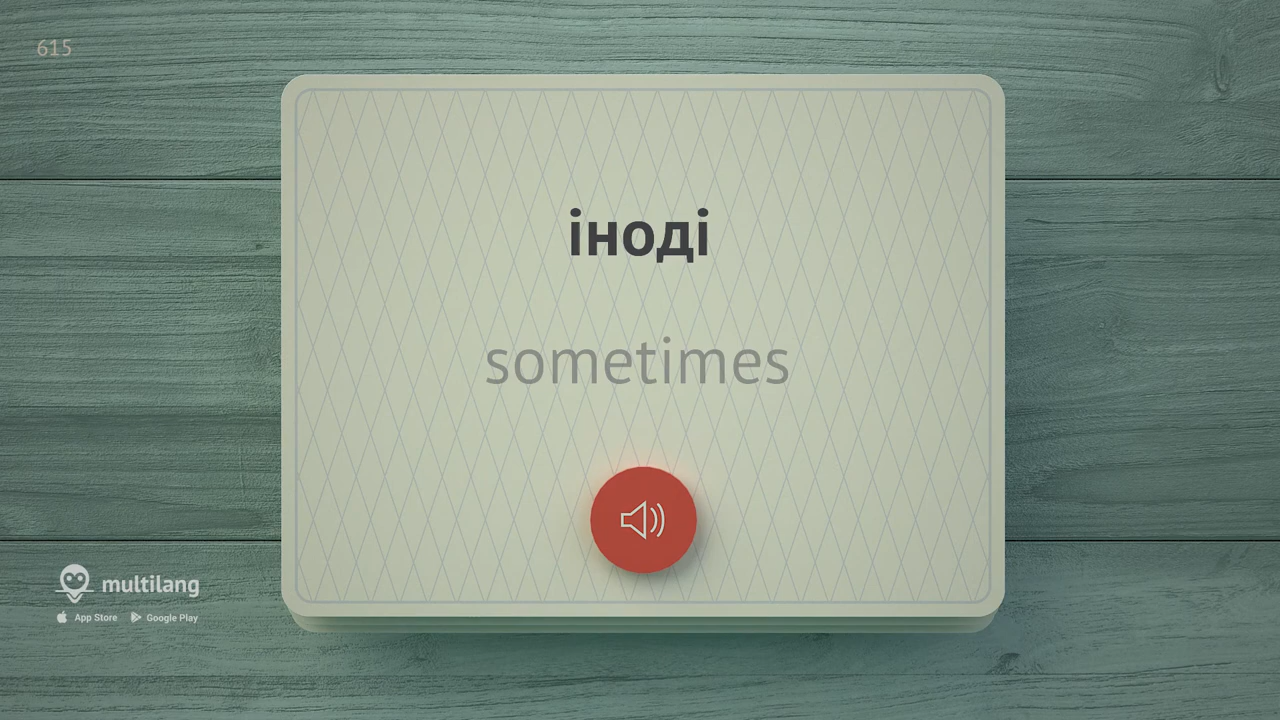 615
іноді
sometimes
multilang
App Store Google Play